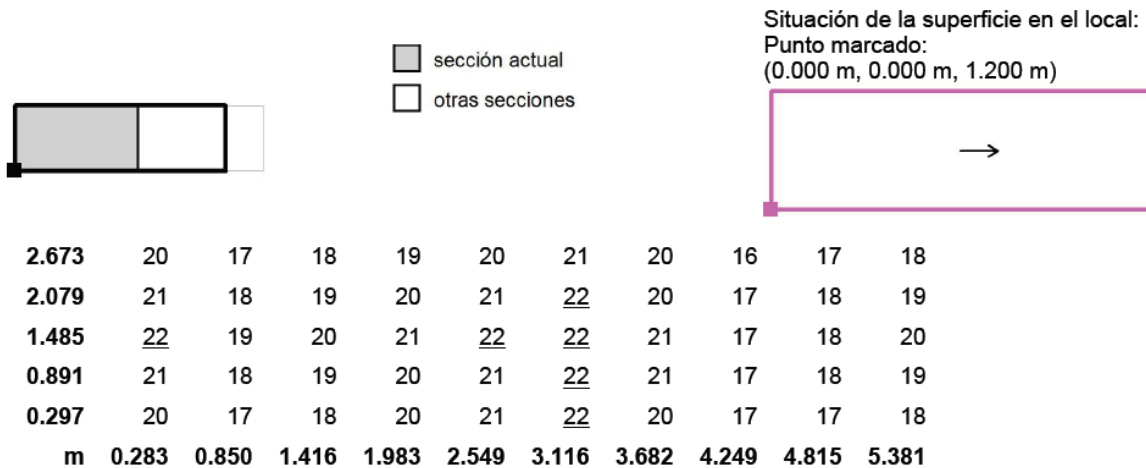 Situación de la superficie en el local:
Punto marcado:
(0.000 m, 0.000 m, 1.200 m)
sección actual
otras secciones
2.673 20 17 18 19 20 21 20 16 17 18
2.079 21 18 19 20 21 22 20 17 18 19
1.485 22 19 20 21 22 22 21 17 18 20
0.891 21 18 19 20 21 22 21 17 18 19
0.297 20 17 18 20 21 22 20 17 17 18
m 0.283 0.850 1.416 1.983 2.549 3.116 3.682 4.249 4.815 5.381